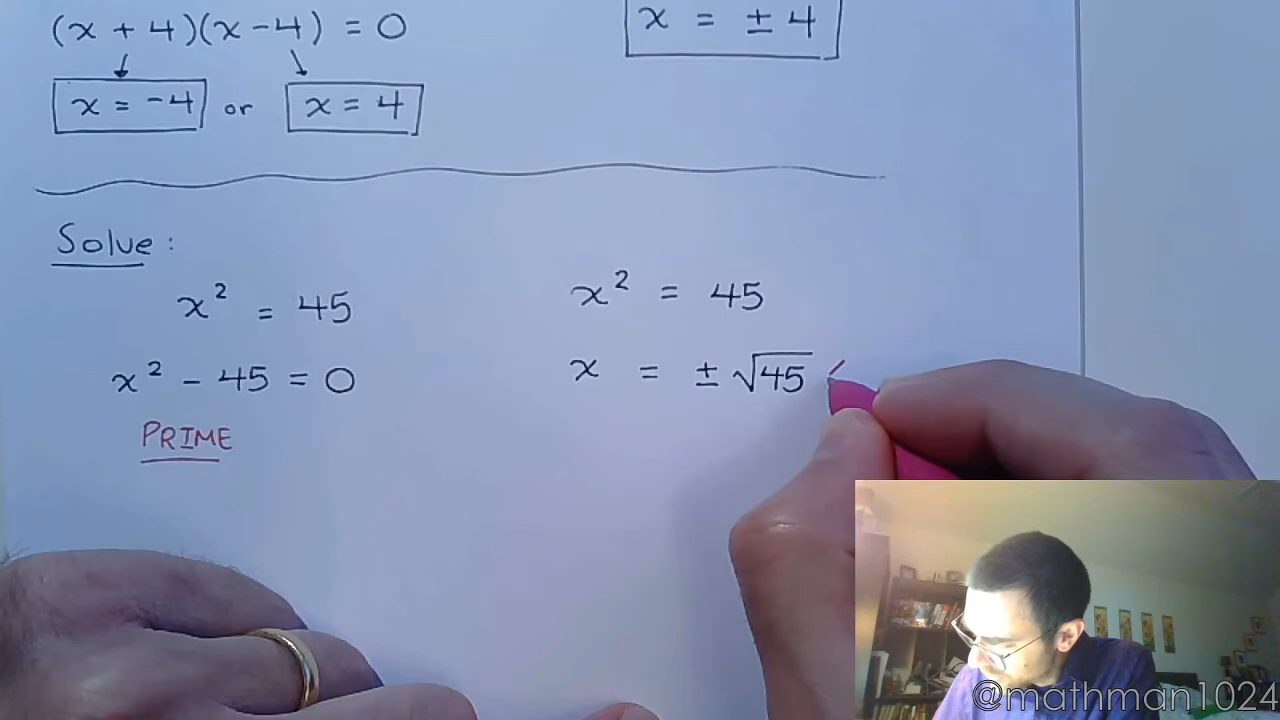 (x + 4)(x - 4) = 0
x = -4 or x = 4
x = ± 4
Solve:
x² = 45
x² - 45 = 0
PRIME
x² = 45
x = ± √45
@mathman1024